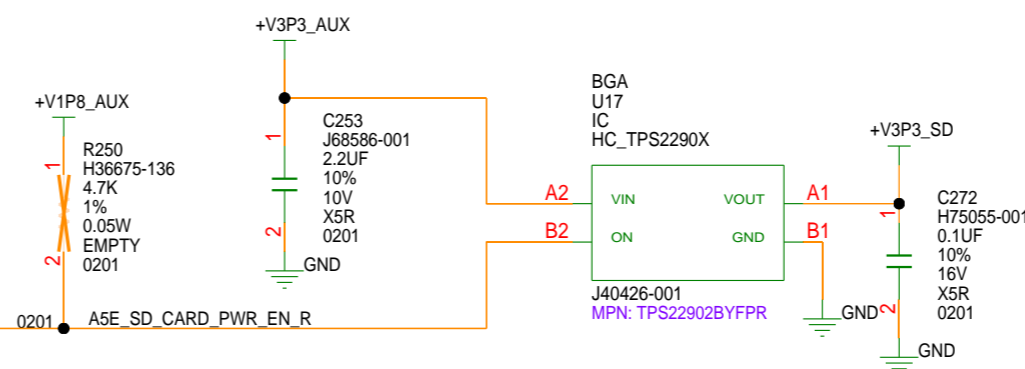 +V3P3_AUX
+V1P8_AUX
R250
H36675-136
4.7K
1%
0.05W
EMPTY
0201
1
2
C253
J68586-001
2.2UF
10%
10V
X5R
0201
1
2
GND
BGA
U17
IC
HC_TPS2290X
A2
VIN
VOUT
A1
B2
ON
GND
B1
J40426-001
MPN: TPS22902BYFPR
GND
+V3P3_SD
C272
H75055-001
0.1UF
10%
16V
X5R
0201
1
2
GND
0201
A5E_SD_CARD_PWR_EN_R